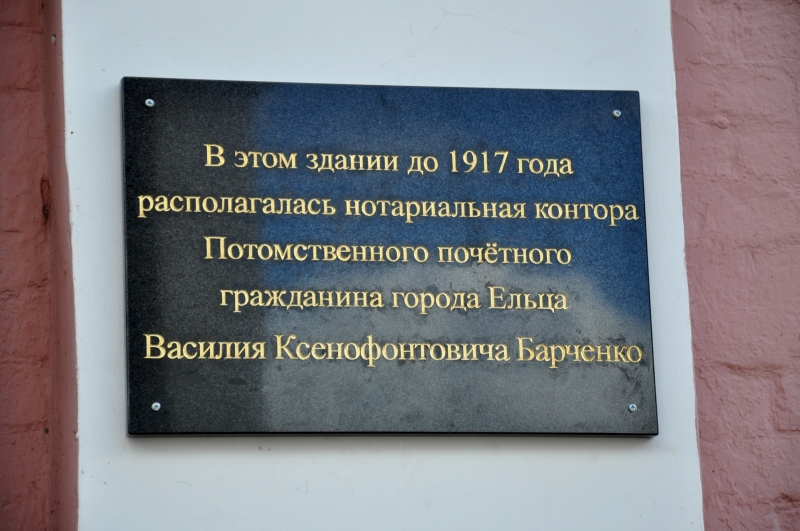 В этом здании до 1917 года
располагалась нотариальная контора
Потомственного почётного
гражданина города Ельца
Василия Ксенофонтовича Барченко